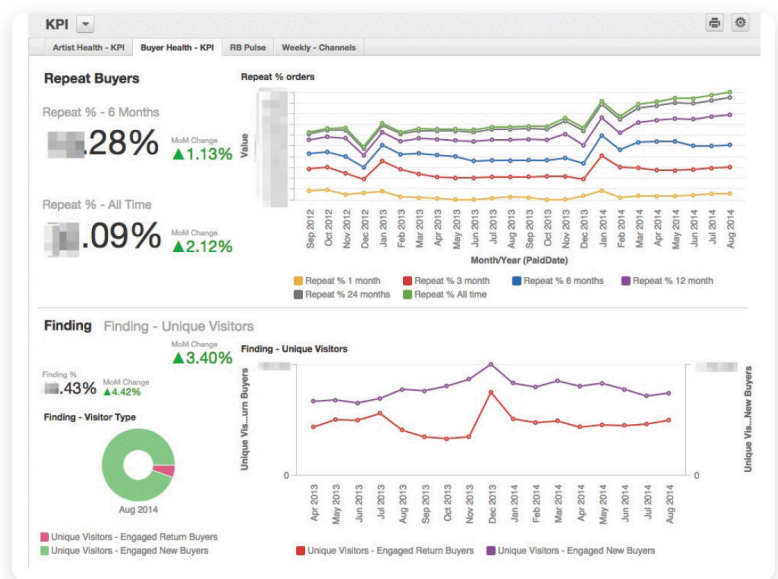 KPI
Artist Health - KPI Buyer Health - KPI RB Pulse Weekly - Channels
Repeat Buyers
Repeat % - 6 Months
.28%
MoM Change
▲1.13%
Repeat % - All Time
.09%
MoM Change
▲2.12%
Repeat % orders
Value
Sep 2012
Oct 2012
Nov 2012
Dec 2012
Jan 2013
Feb 2013
Mar 2013
Apr 2013
May 2013
Jun 2013
Jul 2013
Aug 2013
Sep 2013
Oct 2013
Nov 2013
Dec 2013
Jan 2014
Feb 2014
Mar 2014
Apr 2014
May 2014
Jun 2014
Jul 2014
Aug 2014
Month/Year (PaidDate)
Repeat % 1 month Repeat % 3 month Repeat % 6 months Repeat % 12 month
Repeat % 24 months Repeat % All time
Finding Finding - Unique Visitors
MoM Change
▲3.40%
Finding %
.43%
MoM Change
▲4.42%
Finding - Visitor Type
Aug 2014
Unique Visitors - Engaged Return Buyers
Unique Visitors - Engaged New Buyers
Finding - Unique Visitors
Unique Vis...urn Buyers
0
Apr 2013
May 2013
Jun 2013
Jul 2013
Aug 2013
Sep 2013
Oct 2013
Nov 2013
Dec 2013
Jan 2014
Feb 2014
Mar 2014
Apr 2014
May 2014
Jun 2014
Jul 2014
Aug 2014
0
Unique Vis...New Buyers
Unique Visitors - Engaged Return Buyers Unique Visitors - Engaged New Buyers